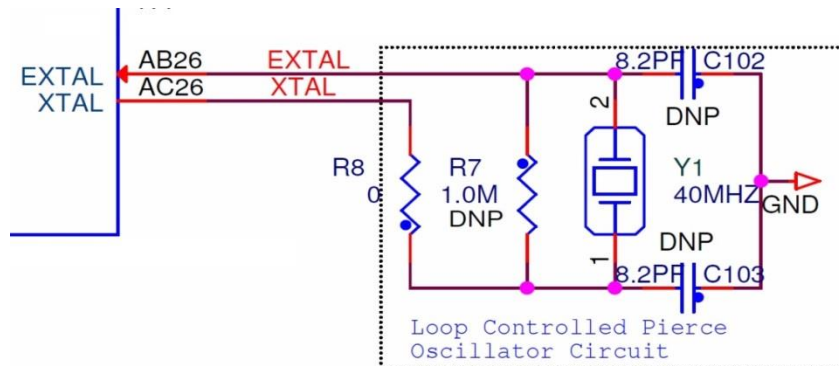 AB26 EXTAL 8.2PF C102
EXTAL
XTAL AC26 XTAL
2 DNP
R8 R7 Y1
0 1.0M 40MHZ GND
DNP DNP
1 8.2PF C103
Loop Controlled Pierce
Oscillator Circuit